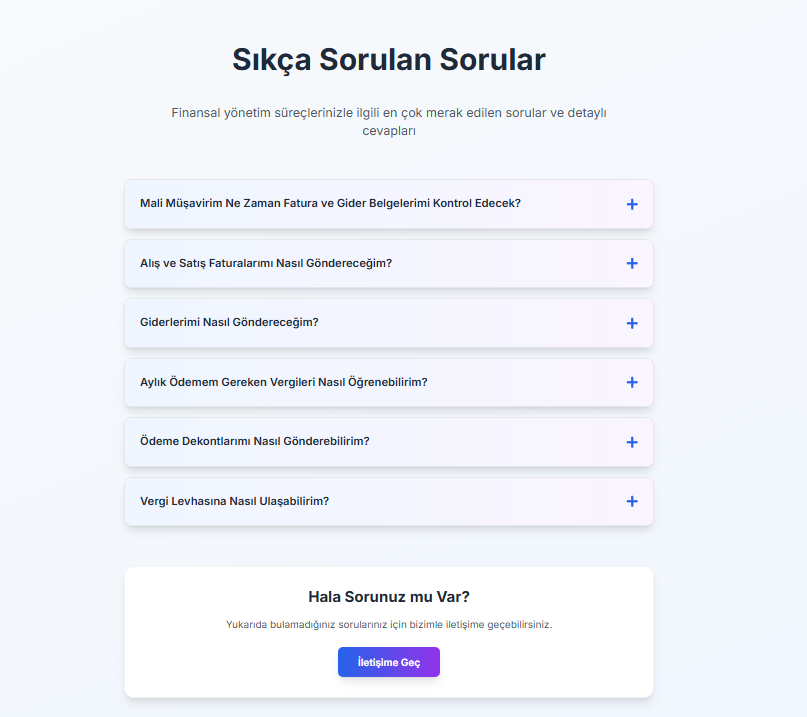 Sıkça Sorulan Sorular
Finansal yönetim süreçlerinizle ilgili en çok merak edilen sorular ve detaylı
cevapları
Mali Müşavirim Ne Zaman Fatura ve Gider Belgelerimi Kontrol Edecek?
Alış ve Satış Faturalarımı Nasıl Göndereceğim?
Giderlerimi Nasıl Göndereceğim?
Aylık Ödemem Gereken Vergileri Nasıl Öğrenebilirim?
Ödeme Dekontlarımı Nasıl Gönderebilirim?
Vergi Levhasına Nasıl Ulaşabilirim?
Hala Sorunuz mu Var?
Yukarıda bulamadığınız sorularınız için bizimle iletişime geçebilirsiniz.
İletişime Geç